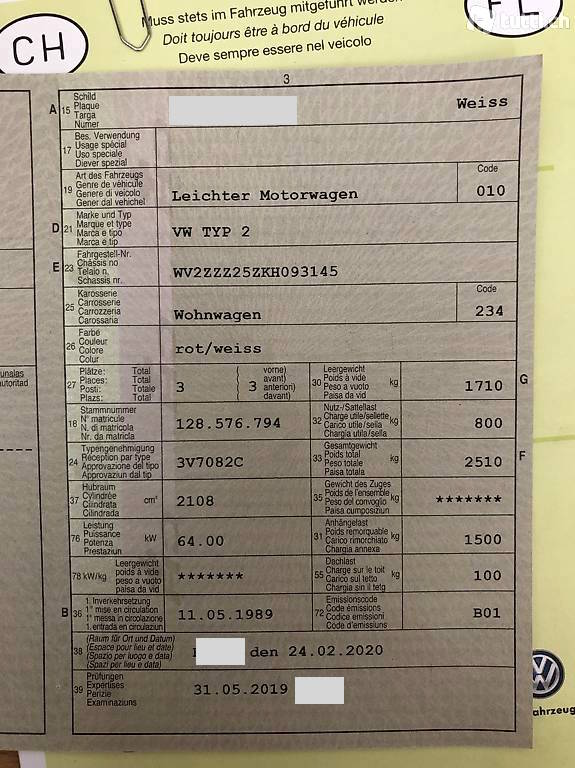 CH
Muss stets im Fahrzeug mitgeführt werden
Doit toujours être à bord du véhicule
Deve sempre essere nel veicolo
FL
tutti.ch
3
A 15 Schild
Plaque
Targa
Numer
Weiss
17 Bes. Verwendung
Usage spécial
Uso speciale
Diever spezial
19 Art des Fahrzeugs
Genre de véhicule
Genere di veicolo
Gener dal vehichel
Leichter Motorwagen
Code
010
D 21 Marke und Typ
Marque et type
Marca e tipo
Marca e tip
VW TYP 2
E 23 Fahrgestell-Nr.
Châssis no
Telaio n.
Schassis nr.
WV2ZZZ25ZKH093145
25 Karosserie
Carrosserie
Carrozzeria
Carossaria
Wohnwagen
Code
234
26 Farbe
Couleur
Colore
Colur
rot/weiss
27 Plätze: Total
Places: Total
Posti: Totale
Plazs: Total
3
( vorne)
( avant)
( 3 anteriori)
( davant)
30 Leergewicht
Poids à vide
Peso a vuoto
Paisa da vid
kg
1710
G
18 Stammnummer
N° matricule
N. di matricola
Nr. da matricla
128.576.794
32 Nutz-/Sattellast
Charge utile/sellette
Carico utile/sella
Chargia utila/sella
kg
800
24 Typengenehmigung
Réception par type
Approvazione del tipo
Approvaziun dal tip
3V7082C
33 Gesamtgewicht
Poids total
Peso totale
Paisa totala
kg
2510
F
37 Hubraum
Cylindrée
Cilindrata
Cilindrada
cm³
2108
35 Gewicht des Zuges
Poids de l'ensemble
Peso del convoglio
Paisa cumposiziun
kg
*******
76 Leistung
Puissance
Potenza
Prestaziun
kW
64.00
31 Anhängelast
Poids remorquable
Carico rimorchiato
Chargia annexa
kg
1500
78 kW/kg
Leergewicht
poids à vide
peso a vuoto
paisa da vid
*******
55 Dachlast
Charge sur le toit
Carico sul tetto
Chargia sin il tetg
kg
100
B 36 1. Inverkehrsetzung
1re mise en circulation
1a messa in circolazione
1. entrada en circulaziun
11.05.1989
72 Emissionscode
Code émissions
Codice emissioni
Code d'emissiuns
B01
38 (Raum für Ort und Datum)
(Espace pour lieu et date)
(Spazio per luogo e data)
(Spazi per lieu e data)
den 24.02.2020
39 Prüfungen
Expertises
Perizie
Examinaziuns
31.05.2019